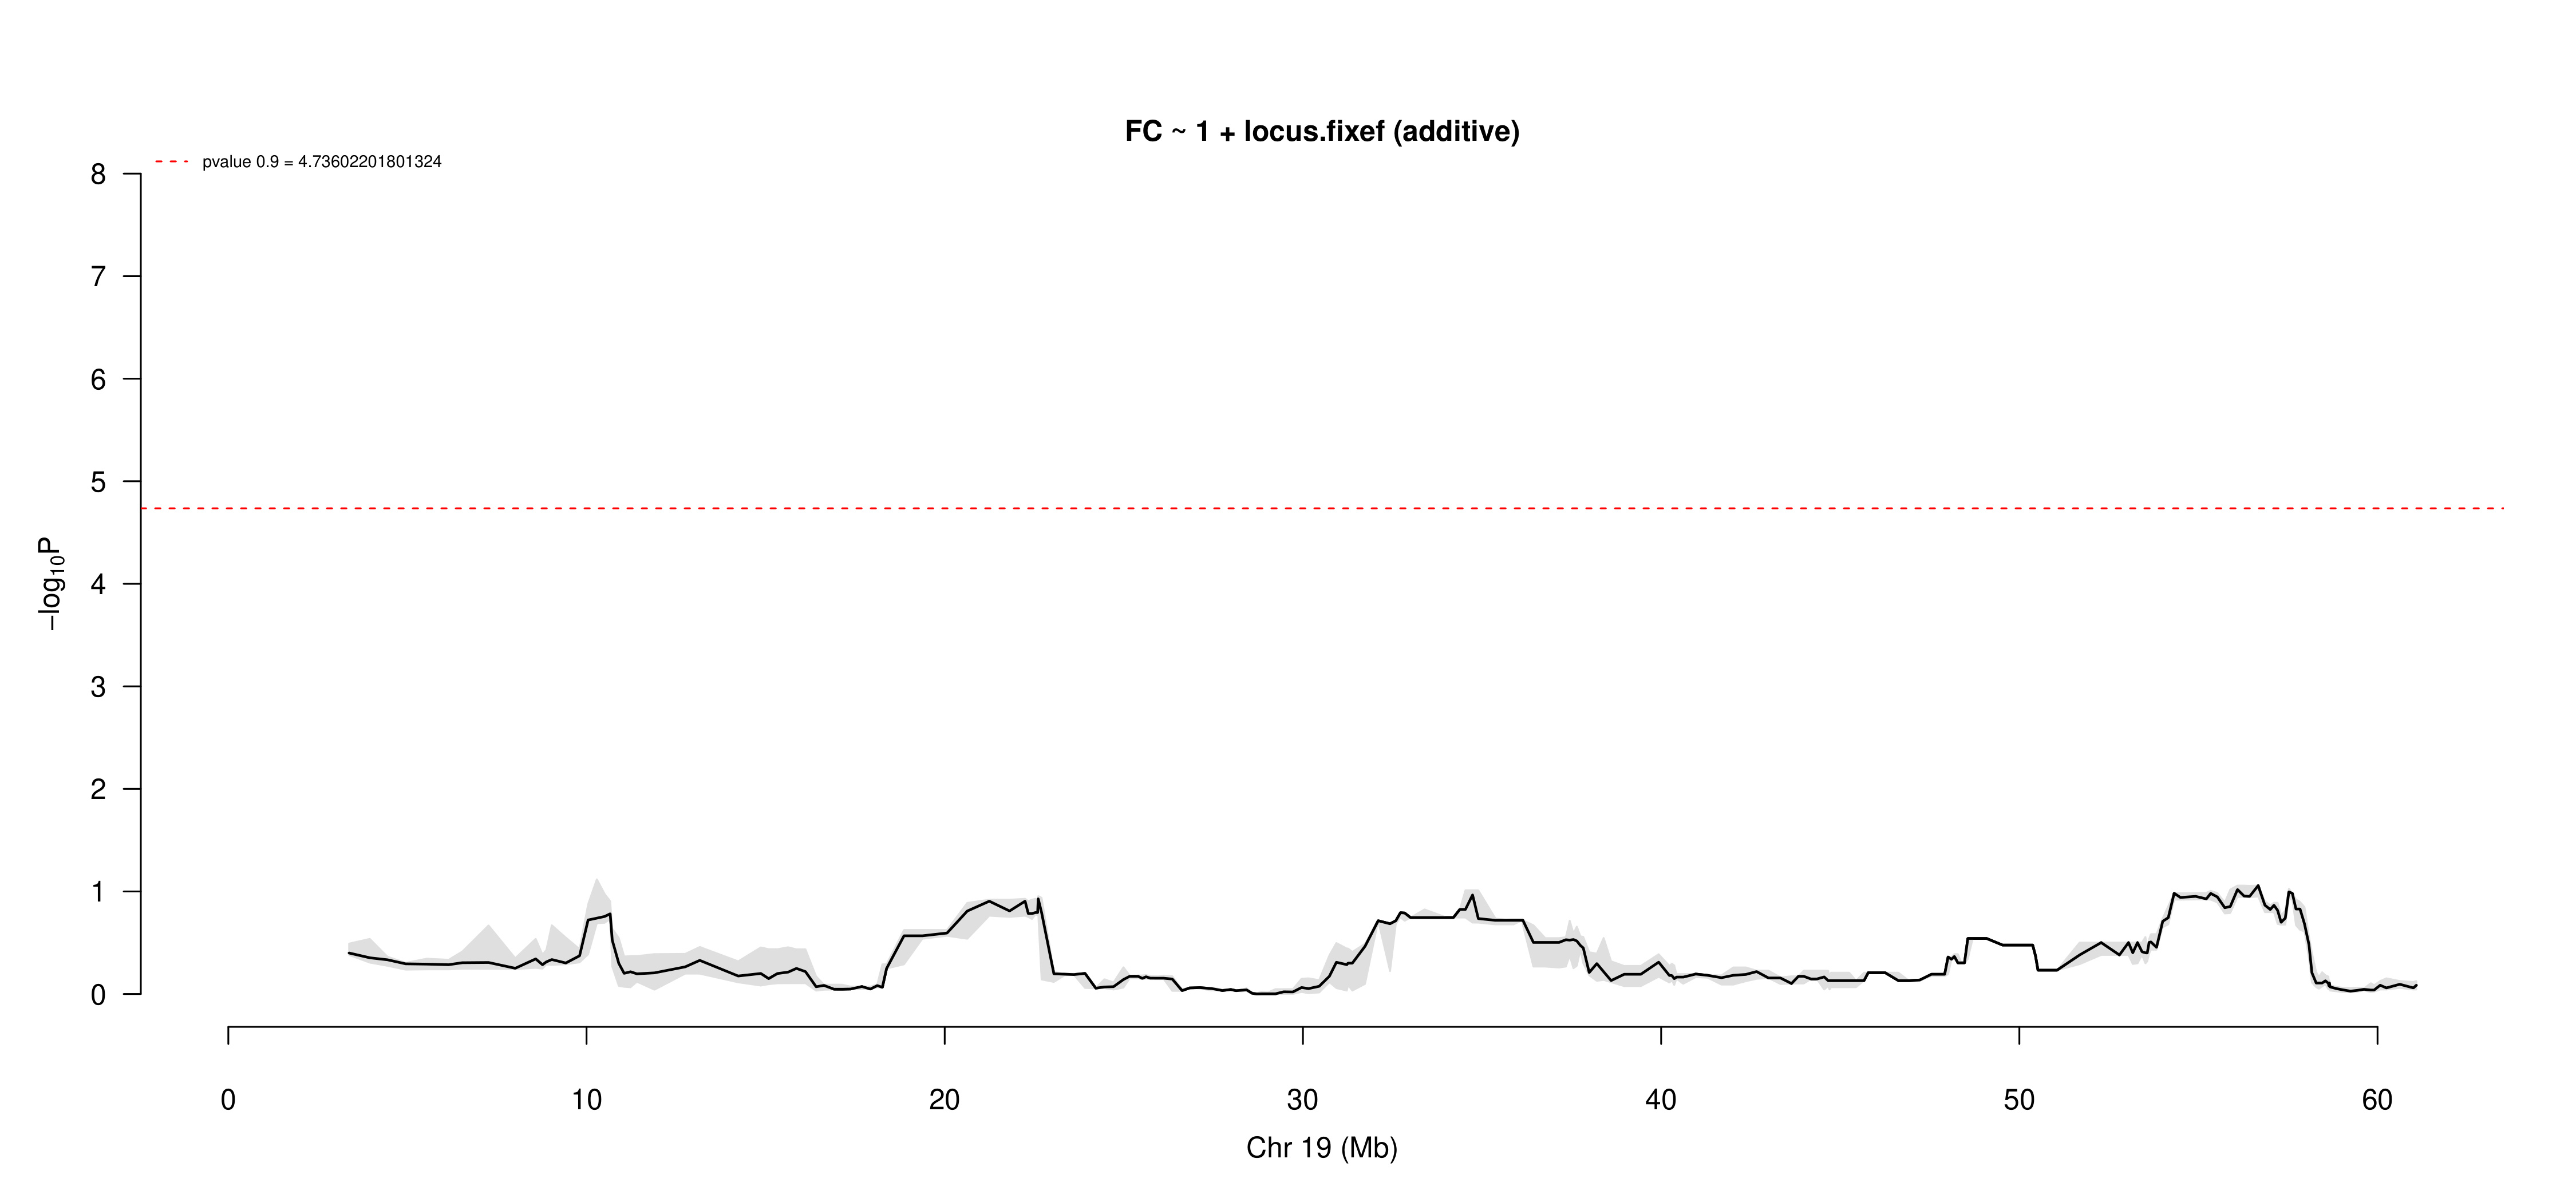 FC ~ 1 + locus.fixef (additive)
pvalue 0.9 = 4.73602201801324
8
7
6
5
4
3
2
1
0
−log10P
0 10 20 30 40 50 60
Chr 19 (Mb)